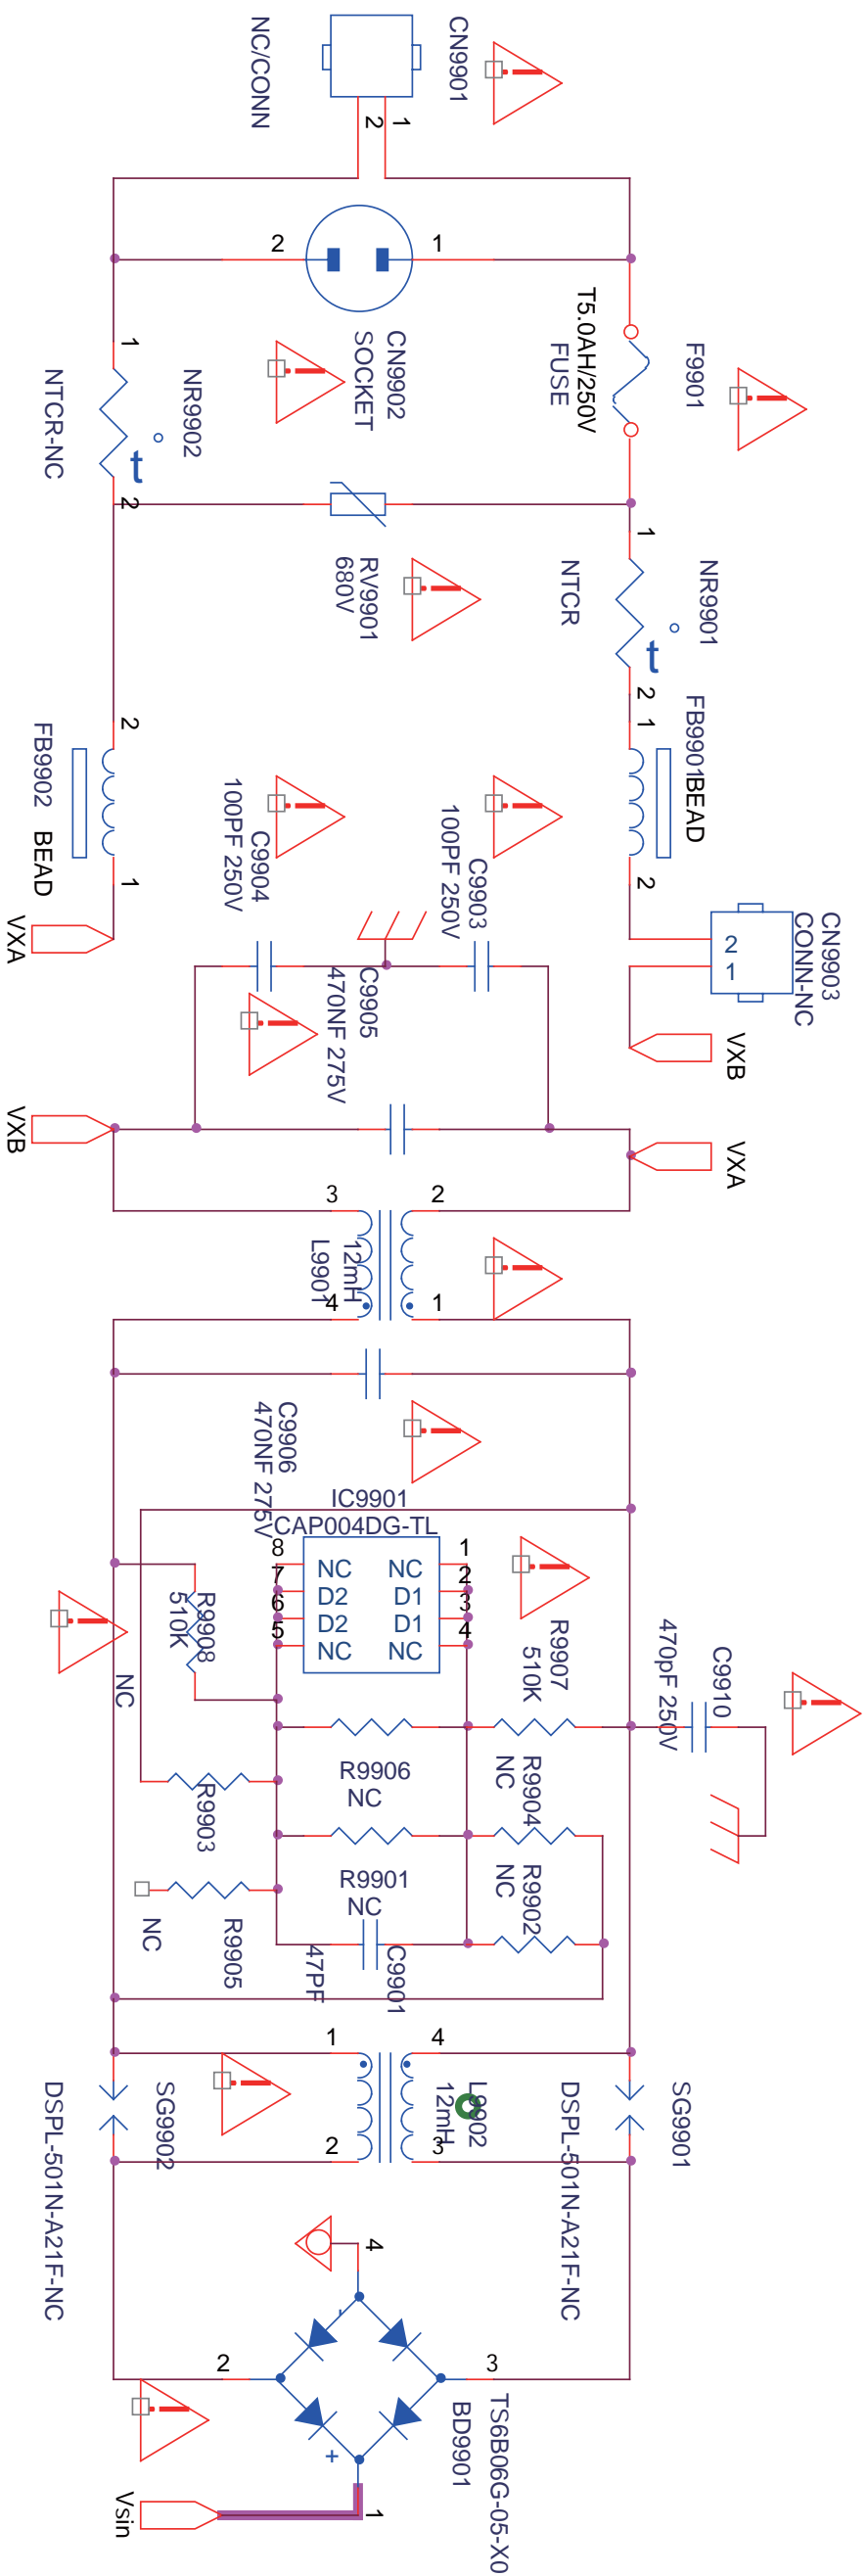 CN9901
NC/CONN
1
2
2
1
CN9902
SOCKET
F9901
T5.0AH/250V
FUSE
1
NR9902
t
NTCR-NC
2
RV9901
680V
1
NR9901
NTCR
t
2
1
FB9901
BEAD
2
2
FB9902
BEAD
1
VXA
C9904
100PF 250V
C9903
100PF 250V
C9905
470NF 275V
CN9903
CONN-NC
2
1
VXB
VXB
VXA
3
2
12mH
L9901
4
1
C9906
470NF 275V
IC9901
CAP004DG-TL
8
NC
NC
1
7
D2
D1
2
6
D2
D1
3
5
NC
NC
4
R9908
510K
NC
R9907
510K
C9910
470pF 250V
R9906
NC
R9904
NC
R9903
R9901
NC
R9902
NC
R9905
NC
C9901
47PF
1
4
L9902
12mH
2
3
SG9902
DSPL-501N-A21F-NC
SG9901
DSPL-501N-A21F-NC
4
-
2
3
+
TS6B06G-05-X0
BD9901
1
Vsin